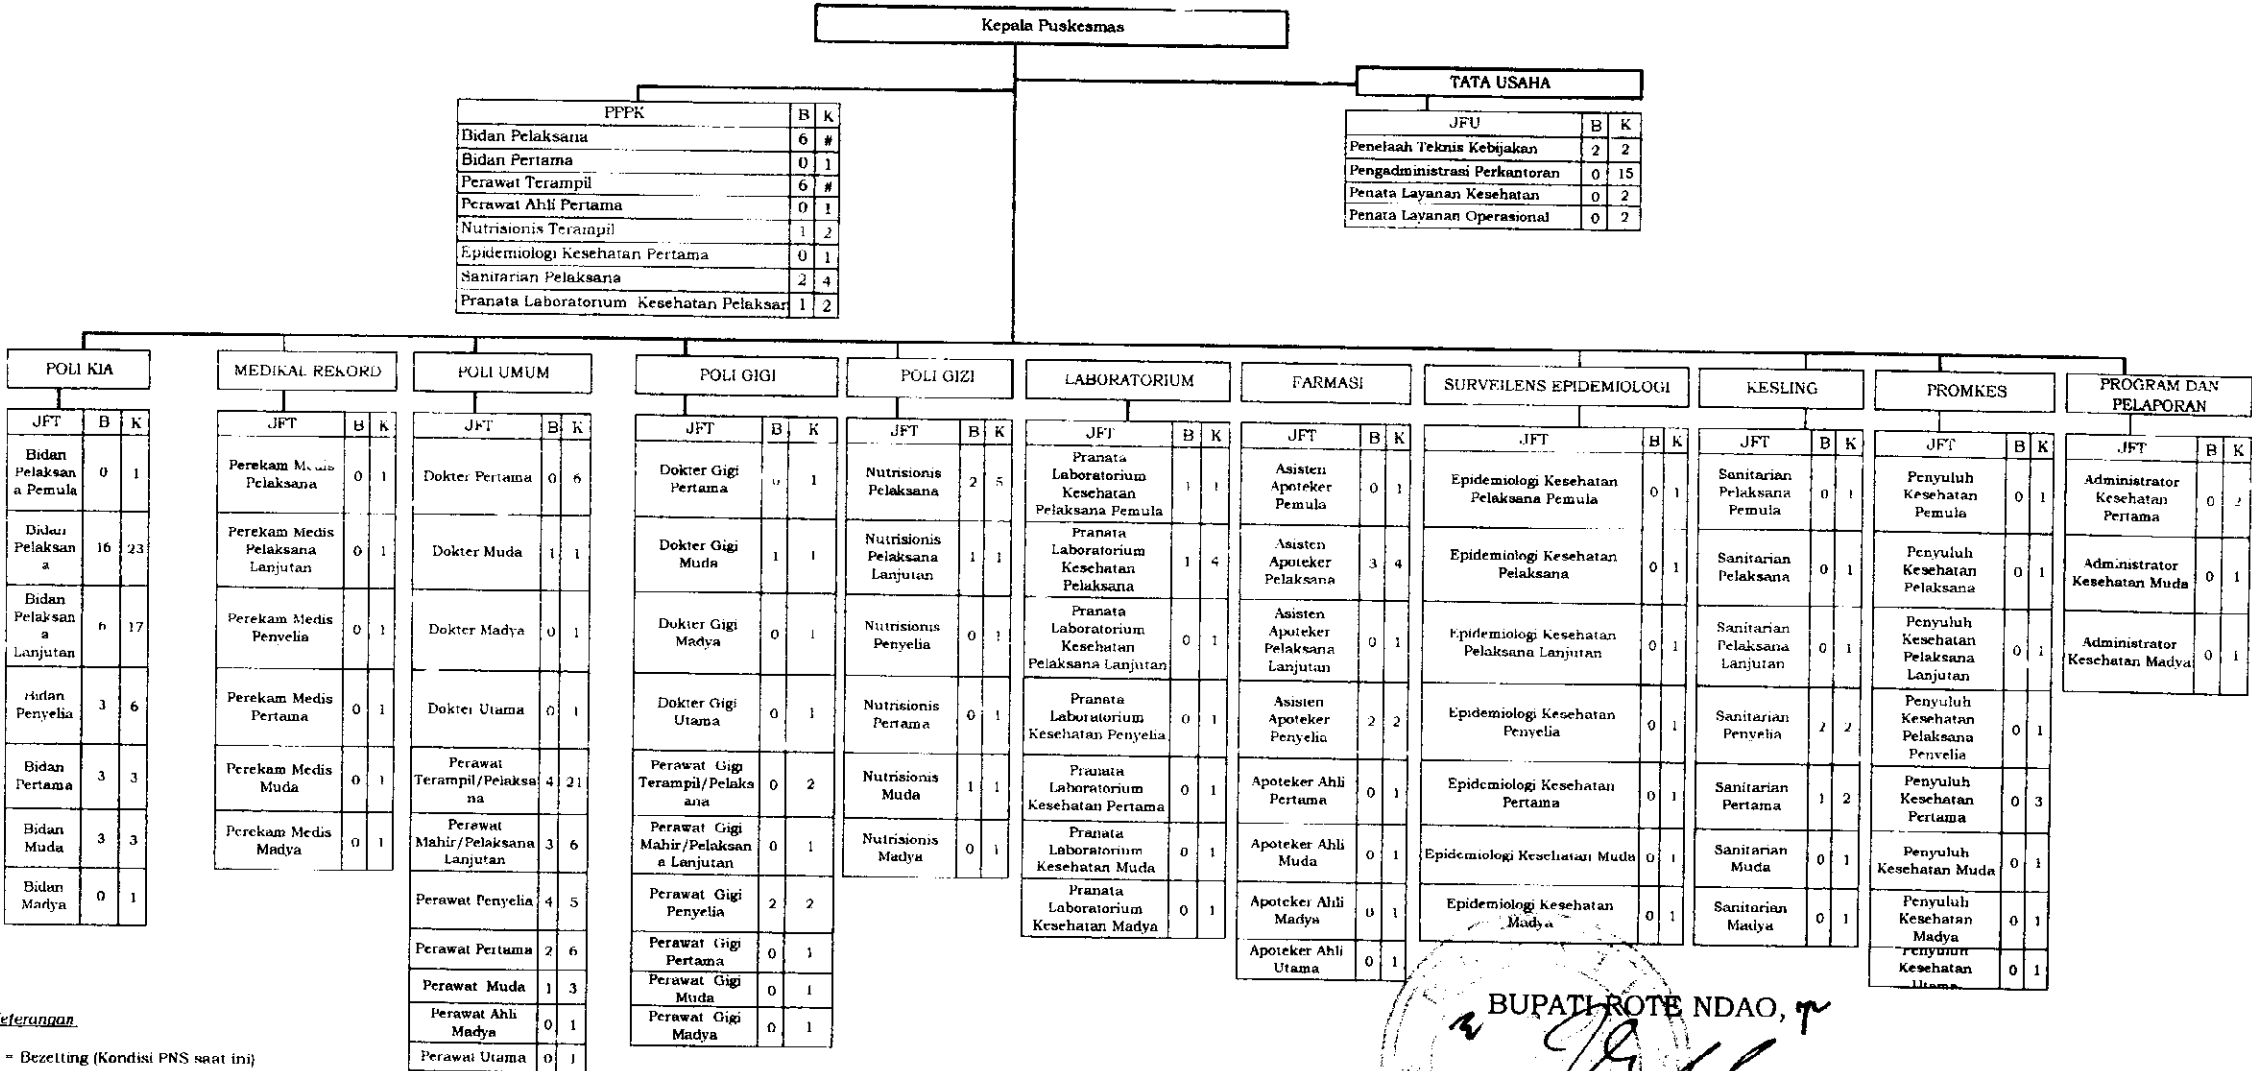 Kepala Puskesmas
TATA USAHA
PPPK B K
Bidan Pelaksana 6 #
Bidan Pertama 0 1
Perawat Terampil 6 #
Perawat Ahli Pertama 0 1
Nutrisionis Terampil 1 2
Epidemiologi Kesehatan Pertama 0 1
Sanitarian Pelaksana 2 4
Pranata Laboratorium Kesehatan Pelaksan 1 2
JFU B K
Penelaah Teknis Kebijakan 2 2
Pengadministrasi Perkantoran 0 15
Penata Layanan Kesehatan 0 2
Penata Layanan Operasional 0 2
POLI KIA
JFT B K
Bidan
Pelaksan 0 1
a Pemula
Bidan
Pelaksan 16 23
a
Bidan
Pelaksan
a 6 17
Lanjutan
Bidan
Penyelia 3 6
Bidan
Pertama 3 3
Bidan
Muda 3 3
Bidan
Madya 0 1
MEDIKAL REKORD
JFT B K
Perekam Medis
Pelaksana 0 1
Perekam Medis
Pelaksana 0 1
Lanjutan
Perekam Medis
Penyelia 0 1
Perekam Medis
Pertama 0 1
Perekam Medis
Muda 0 1
Perekam Medis
Madya 0 1
POLI UMUM
JFT B K
Dokter Pertama 0 6
Dokter Muda 1 1
Dokter Madya 0 1
Dokter Utama 0 1
Perawat
Terampil/Pelaksa 4 21
na
Perawat
Mahir/Pelaksana 3 6
Lanjutan
Perawat Penyelia 4 5
Perawat Pertama 2 6
Perawat Muda 1 3
Perawat Ahli
Madya 0 1
Perawat Utama 0 1
POLI GIGI
JFT B K
Dokter Gigi
Pertama 0 1
Dokter Gigi
Muda 1 1
Dokter Gigi
Madya 0 1
Dokter Gigi
Utama 0 1
Perawat Gigi
Terampil/Pelaks 0 2
ana
Perawat Gigi
Mahir/Pelaksan 0 1
a Lanjutan
Perawat Gigi
Penyelia 2 2
Perawat Gigi
Pertama 0 1
Perawat Gigi
Muda 0 1
Perawat Gigi
Madya 0 1
POLI GIZI
JFT B K
Nutrisionis
Pelaksana 2 5
Nutrisionis
Pelaksana 1 1
Lanjutan
Nutrisionis
Penyelia 0 1
Nutrisionis
Pertama 0 1
Nutrisionis
Muda 1 1
Nutrisionis
Madya 0 1
LABORATORIUM
JFT B K
Pranata
Laboratorium
Kesehatan 1 1
Pelaksana Pemula
Pranata
Laboratorium
Kesehatan 1 4
Pelaksana
Pranata
Laboratorium
Kesehatan 0 1
Pelaksana Lanjutan
Pranata
Laboratorium 0 1
Kesehatan Penyelia
Pranata
Laboratorium 0 1
Kesehatan Pertama
Pranata
Laboratorium 0 1
Kesehatan Muda
Pranata
Laboratorium 0 1
Kesehatan Madya
FARMASI
JFT B K
Asisten
Apoteker 0 1
Pemula
Asisten
Apoteker 3 4
Pelaksana
Asisten
Apoteker
Pelaksana 0 1
Lanjutan
Asisten
Apoteker 2 2
Penyelia
Apoteker Ahli
Pertama 0 1
Apoteker Ahli
Muda 0 1
Apoteker Ahli
Madya 0 1
Apoteker Ahli
Utama 0 1
SURVEILENS EPIDEMIOLOGI
JFT B K
Epidemiologi Kesehatan
Pelaksana Pemula 0 1
Epidemiologi Kesehatan
Pelaksana 0 1
Epidemiologi Kesehatan
Pelaksana Lanjutan 0 1
Epidemiologi Kesehatan
Penyelia 0 1
Epidemiologi Kesehatan
Pertama 0 1
Epidemiologi Kesehatan Muda 0 1
Epidemiologi Kesehatan
Madya 0 1
KESLING
JFT B K
Sanitarian
Pelaksana 0 1
Pemula
Sanitarian
Pelaksana 0 1
Sanitarian
Pelaksana 0 1
Lanjutan
Sanitarian
Penyelia 2 2
Sanitarian
Pertama 1 2
Sanitarian
Muda 0 1
Sanitarian
Madya 0 1
PROMKES
JFT B K
Penyuluh
Kesehatan 0 1
Pemula
Penyuluh
Kesehatan 0 1
Pelaksana
Penyuluh
Kesehatan
Pelaksana 0 1
Lanjutan
Penyuluh
Kesehatan
Pelaksana 0 1
Penyelia
Penyuluh
Kesehatan 0 3
Pertama
Penyuluh
Kesehatan Muda 0 1
Penyuluh
Kesehatan 0 1
Madya
Penyuluh
Kesehatan 0 1
Utama
PROGRAM DAN
PELAPORAN
JFT B K
Administrator
Kesehatan 0 2
Pertama
Administrator
Kesehatan Muda 0 1
Administrator
Kesehatan Madya 0 1
BUPATI ROTE NDAO,
eterangan
= Bezetting (Kondisi PNS saat ini)